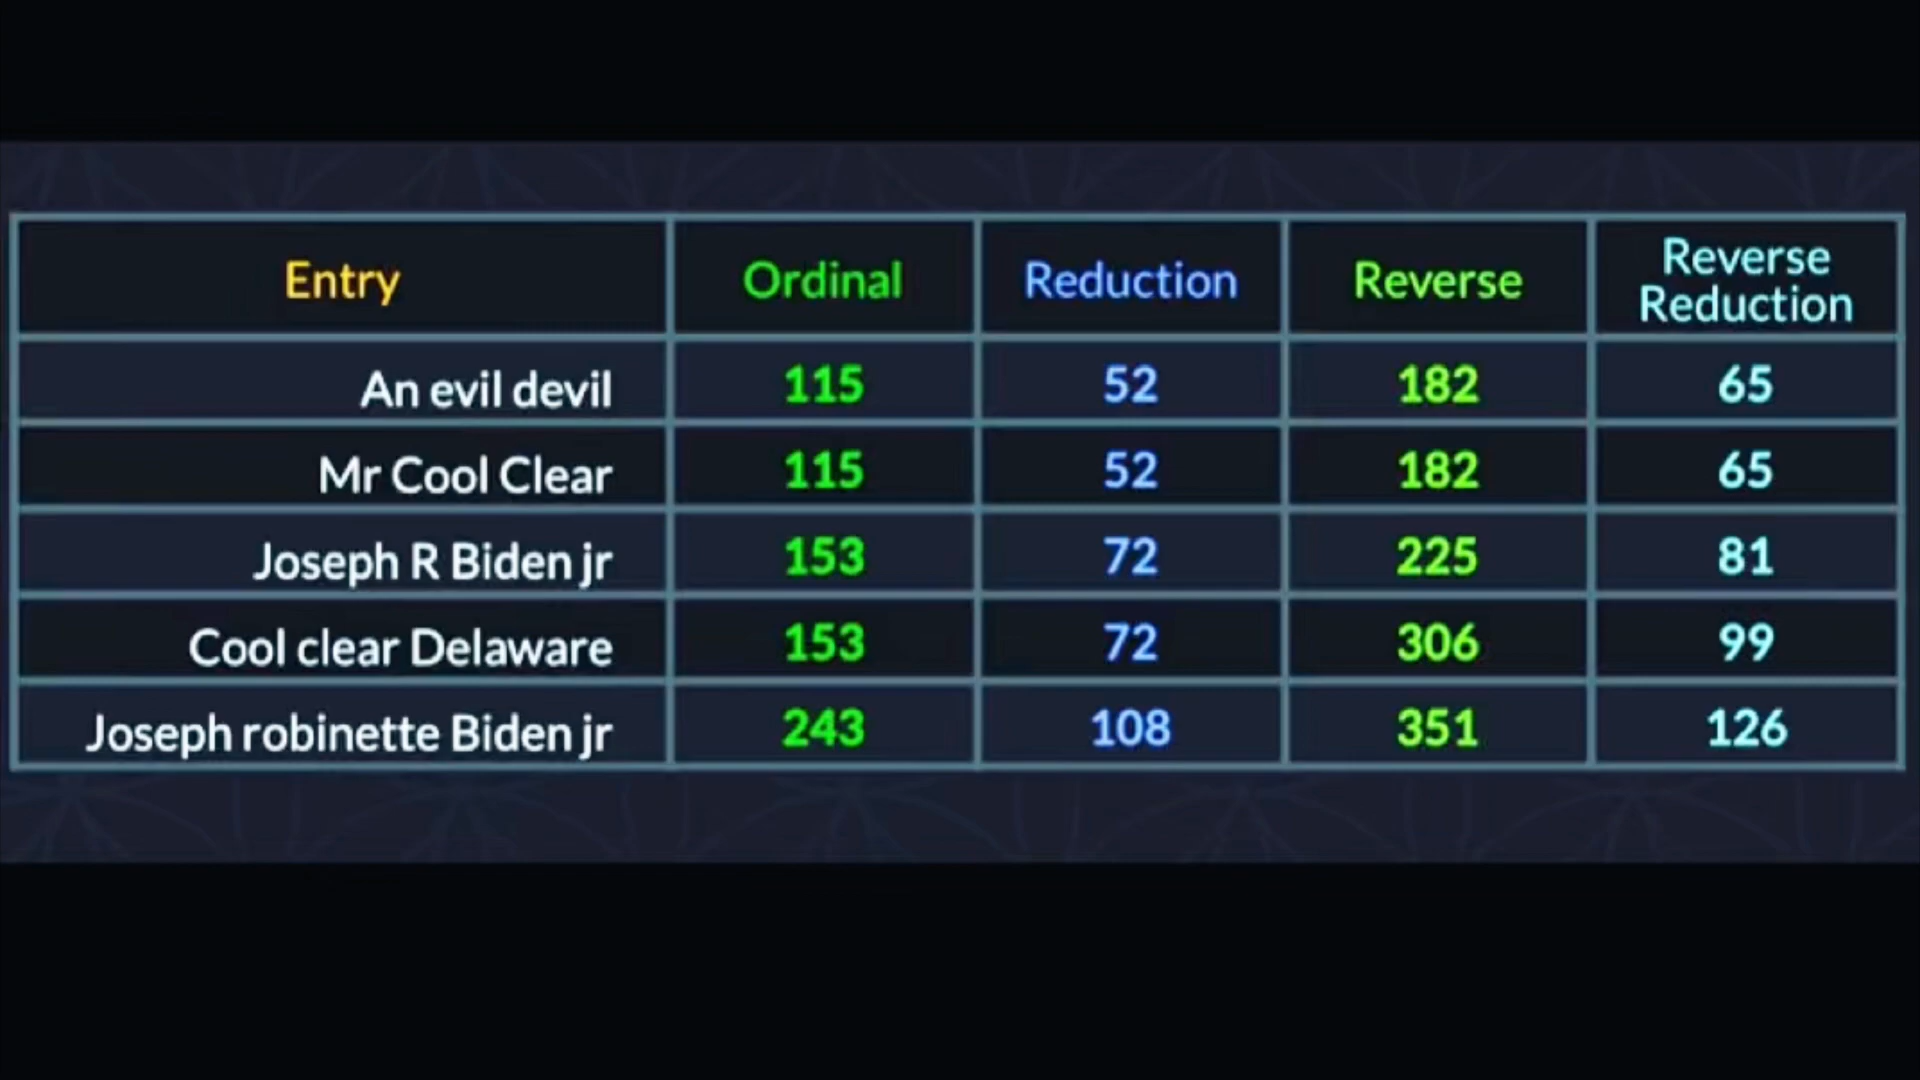 Entry Ordinal Reduction Reverse Reverse Reduction
An evil devil 115 52 182 65
Mr Cool Clear 115 52 182 65
Joseph R Biden jr 153 72 225 81
Cool clear Delaware 153 72 306 99
Joseph robinette Biden jr 243 108 351 126